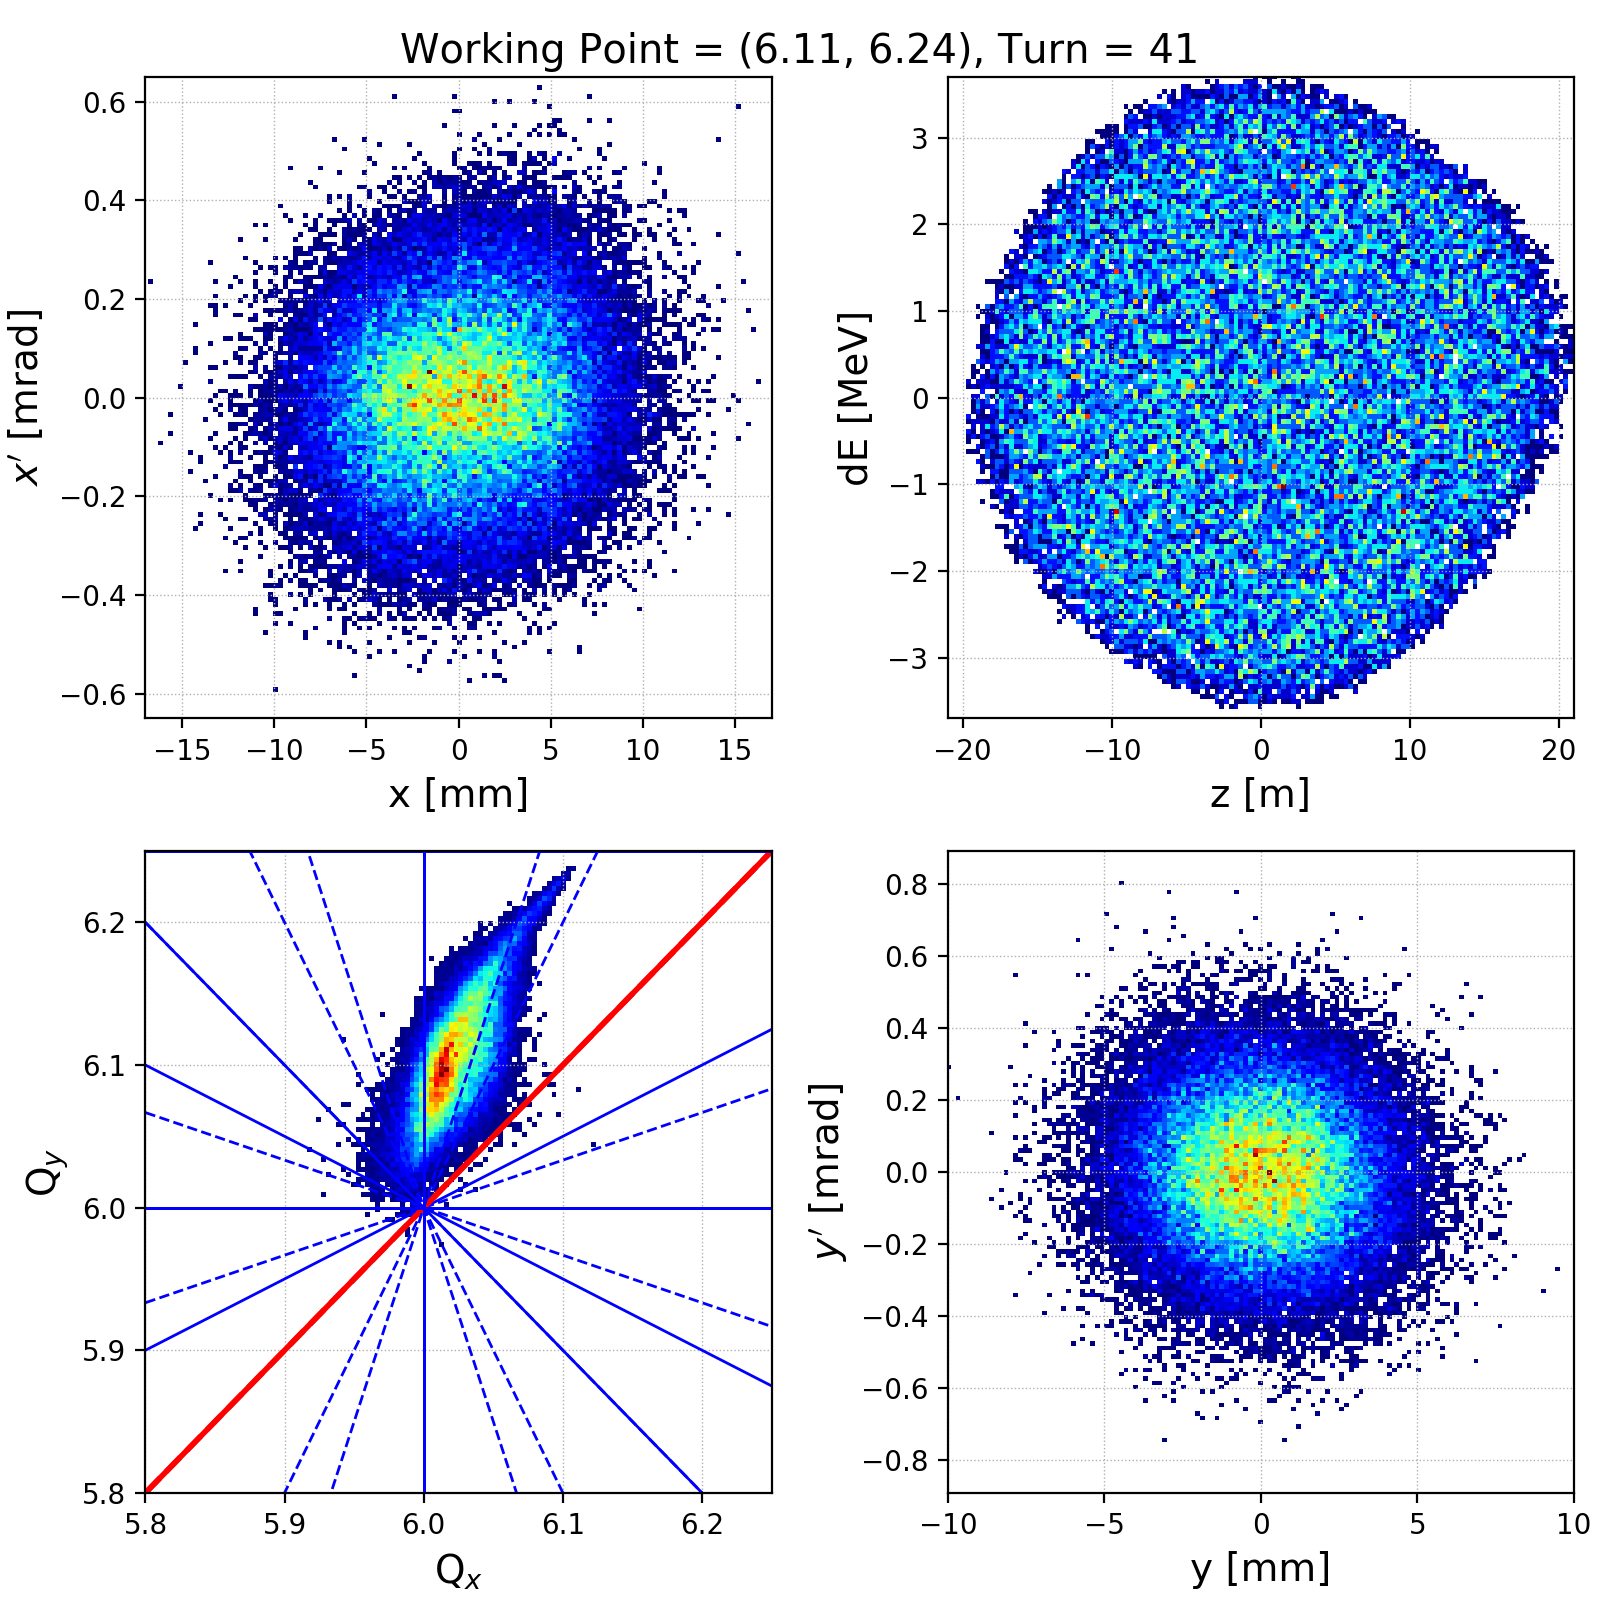 Working Point = (6.11, 6.24), Turn = 41
0.6
0.4
0.2
0.0
−0.2
−0.4
−0.6
x′ [mrad]
−15 −10 −5 0 5 10 15
x [mm]
3
2
1
0
−1
−2
−3
dE [MeV]
−20 −10 0 10 20
z [m]
6.2
6.1
6.0
5.9
5.8
Qy
5.8 5.9 6.0 6.1 6.2
Qx
0.8
0.6
0.4
0.2
0.0
−0.2
−0.4
−0.6
−0.8
y′ [mrad]
−10 −5 0 5 10
y [mm]